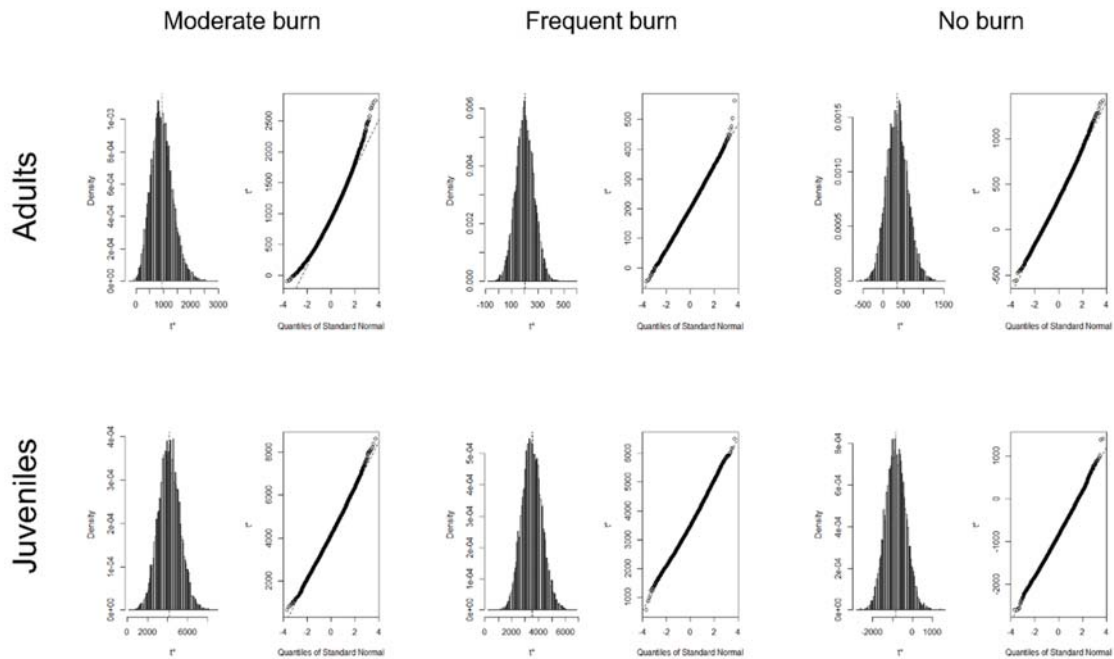 Moderate burn
Frequent burn
No burn
Adults
Density
0e+00 2e-04 4e-04 6e-04 8e-04 1e-03
0 1000 2000 3000
t*
t*
0 500 1000 1500 2000 2500
-4 -2 0 2 4
Quantiles of Standard Normal
Density
0.000 0.002 0.004 0.006
-100 100 300 500
t*
t*
0 100 200 300 400 500
-4 -2 0 2 4
Quantiles of Standard Normal
Density
0.0000 0.0005 0.0010 0.0015
-500 0 500 1500
t*
t*
-500 0 500 1000
-4 -2 0 2 4
Quantiles of Standard Normal
Juveniles
Density
0e+00 1e-04 2e-04 3e-04 4e-04
0 2000 6000
t*
t*
2000 4000 6000 8000
-4 -2 0 2 4
Quantiles of Standard Normal
Density
0e+00 1e-04 2e-04 3e-04 4e-04 5e-04
0 2000 4000 6000
t*
t*
1000 2000 3000 4000 5000 6000
-4 -2 0 2 4
Quantiles of Standard Normal
Density
0e+00 2e-04 4e-04 6e-04 8e-04
-2000 0 1000
t*
t*
-2000 -1000 0 1000
-4 -2 0 2 4
Quantiles of Standard Normal